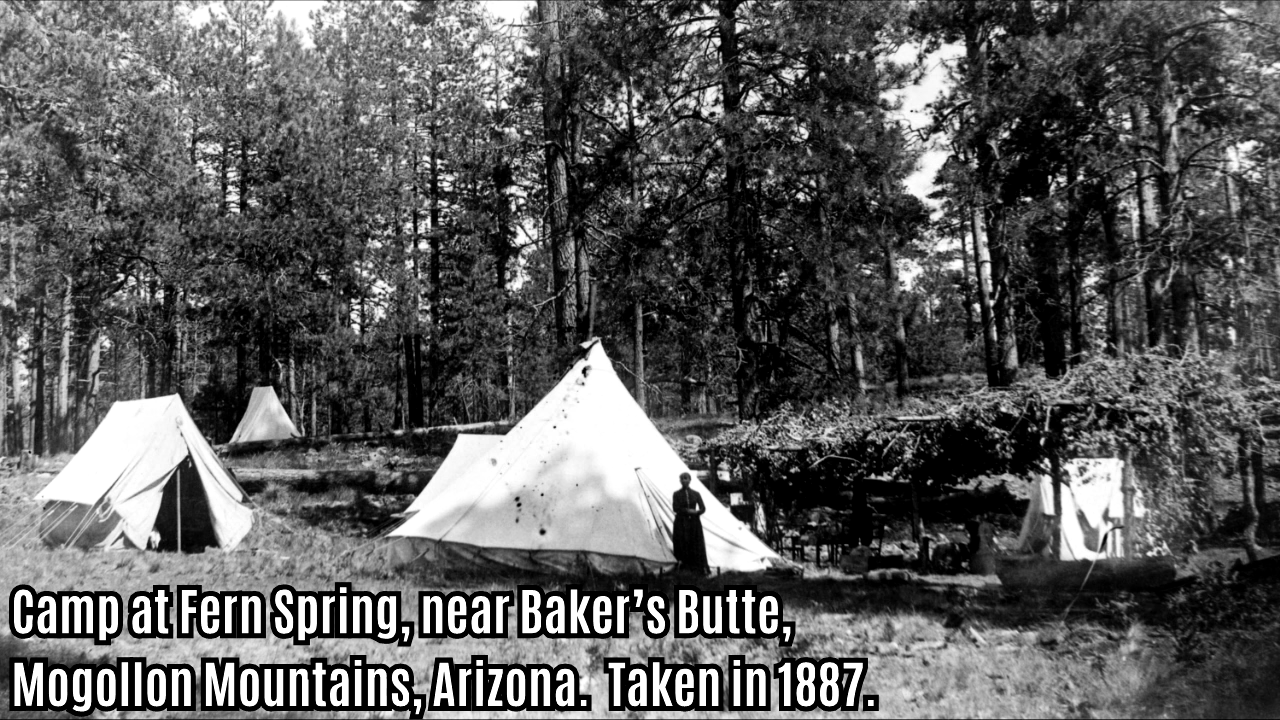 Camp at Fern Spring, near Baker's Butte,
Mogollon Mountains, Arizona.  Taken in 1887.